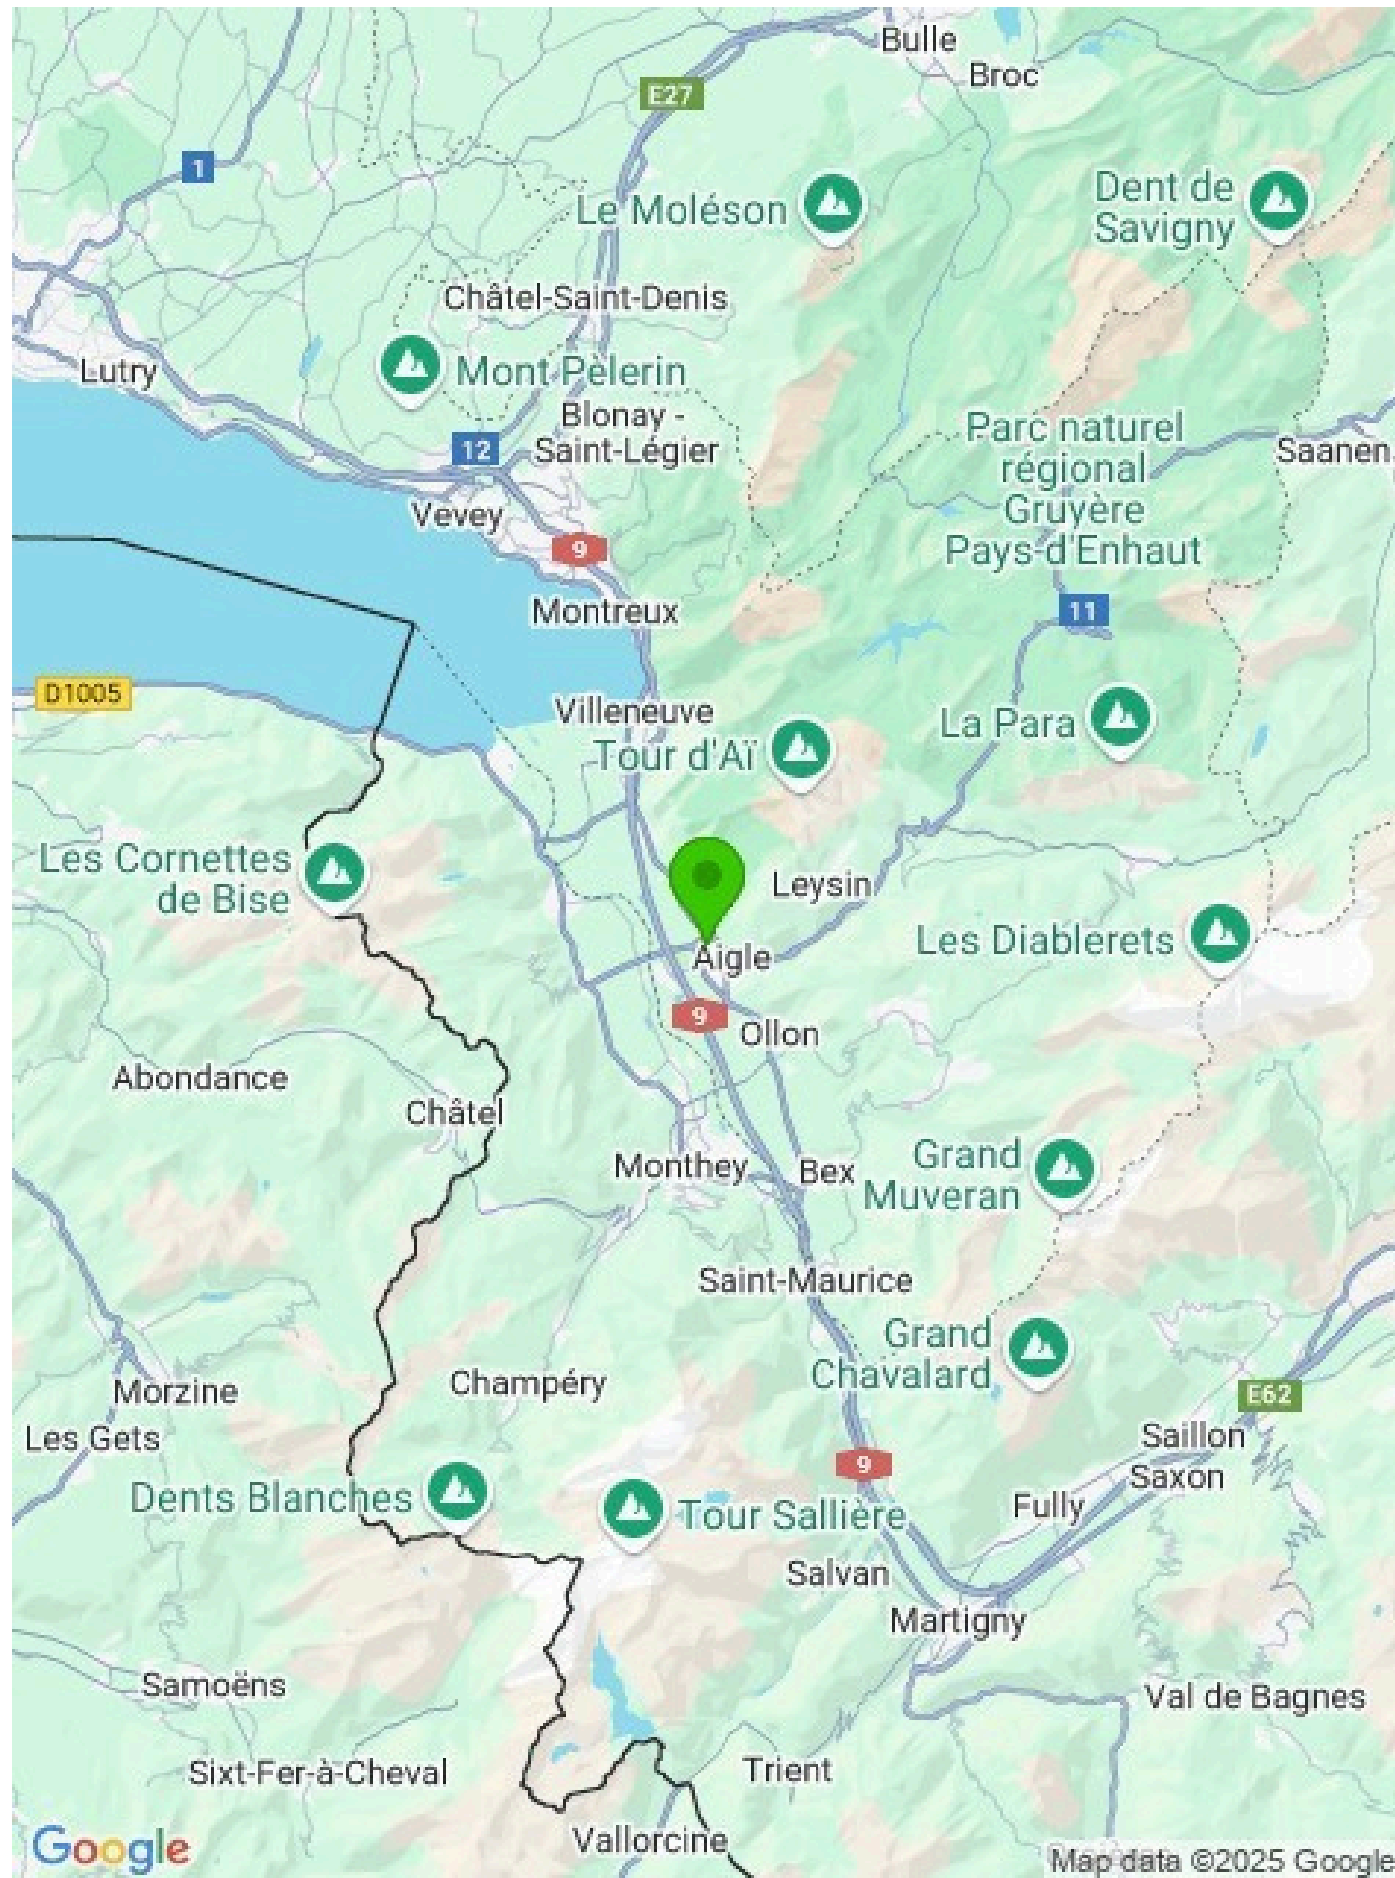 Bulle
Broc
E27
1
Le Moléson
Dent de
Savigny
Châtel-Saint-Denis
Lutry
Mont Pèlerin
Blonay -
Saint-Légier
12
Parc naturel
régional
Gruyère
Pays-d'Enhaut
Saanen
Vevey
9
Montreux
11
D1005
Villeneuve
Tour d'Aï
La Para
Les Cornettes
de Bise
Leysin
Les Diablerets
Aigle
9
Ollon
Abondance
Châtel
Monthey
Bex
Grand
Muveran
Saint-Maurice
Grand
Chavalard
Morzine
Champéry
E62
Les Gets
Saillon
Saxon
9
Dents Blanches
Tour Sallière
Fully
Salvan
Martigny
Samoëns
Val de Bagnes
Sixt-Fer-à-Cheval
Trient
Vallorcine
Google
Map data ©2025 Google